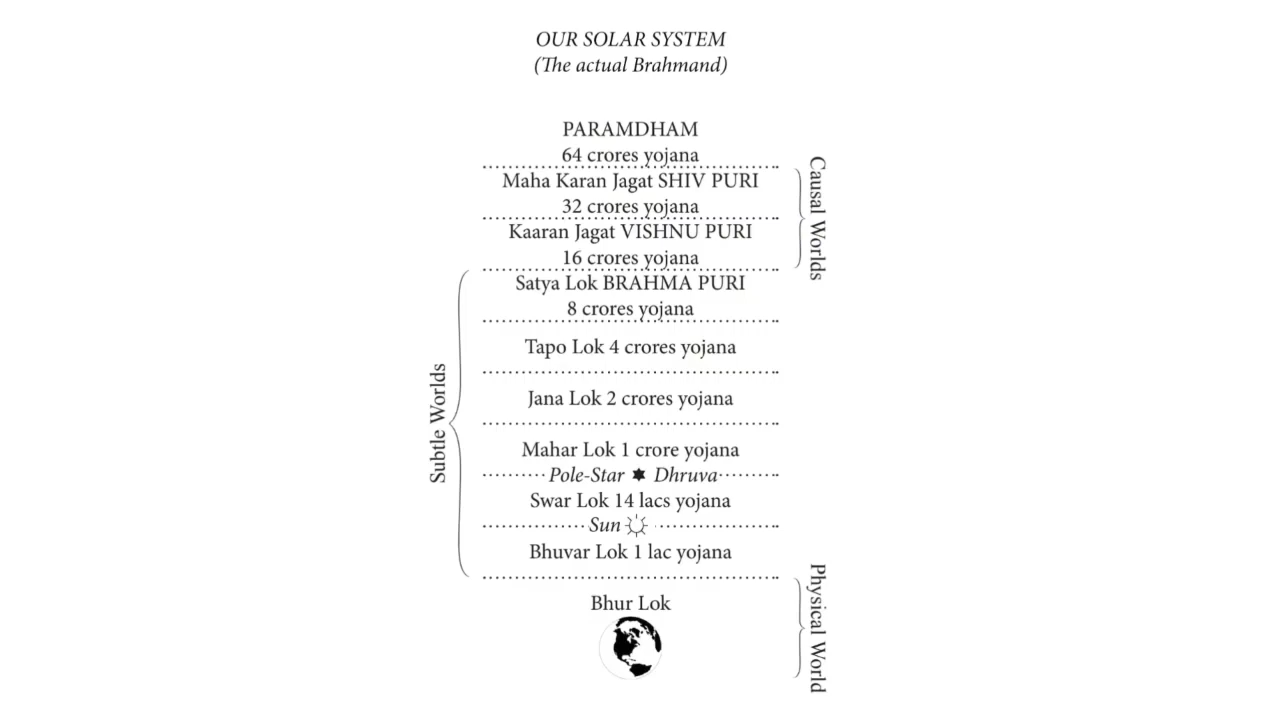 OUR SOLAR SYSTEM
(The actual Brahmand)
PARAMDHAM
64 crores yojana
Maha Karan Jagat SHIV PURI
32 crores yojana
Kaaran Jagat VISHNU PURI
16 crores yojana
Causal Worlds
Satya Lok BRAHMA PURI
8 crores yojana
Tapo Lok 4 crores yojana
Jana Lok 2 crores yojana
Mahar Lok 1 crore yojana
Pole-Star Dhruva
Swar Lok 14 lacs yojana
Sun
Bhuvar Lok 1 lac yojana
Subtle Worlds
Bhur Lok
Physical World